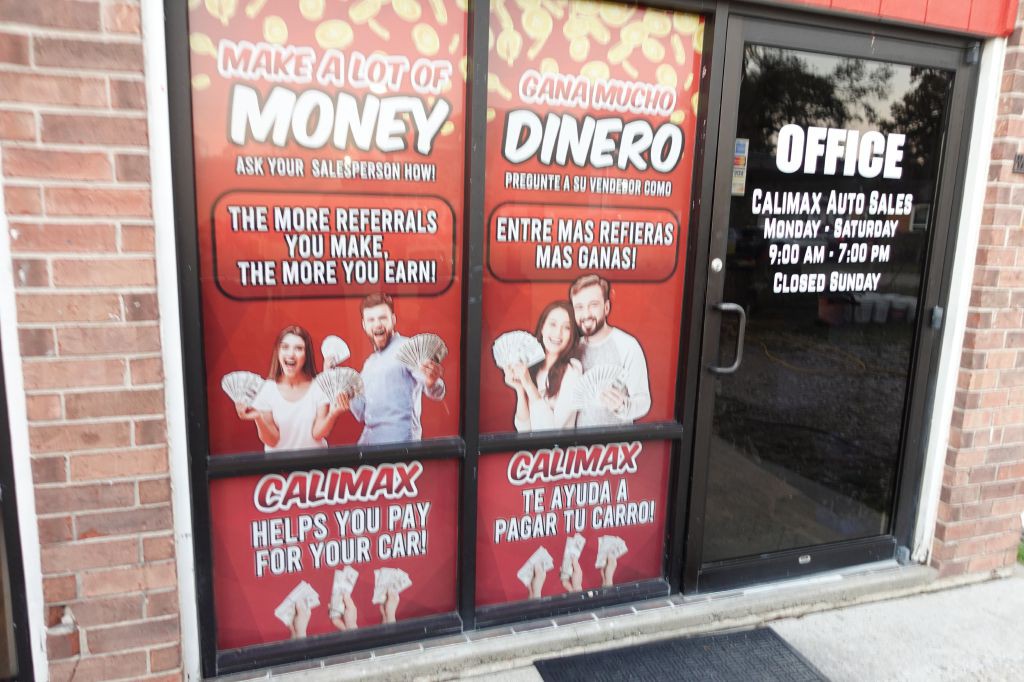 MAKE A LOT OF
MONEY
ASK YOUR SALESPERSON HOW!
THE MORE REFERRALS
YOU MAKE,
THE MORE YOU EARN!
CALIMAX
HELPS YOU PAY
FOR YOUR CAR!
GANA MUCHO
DINERO
PREGUNTE A SU VENDEDOR COMO
ENTRE MAS REFIERAS
MAS GANAS!
CALIMAX
TE AYUDA A
PAGAR TU CARRO!
OFFICE
CALIMAX AUTO SALES
MONDAY - SATURDAY
9:00 AM - 7:00 PM
CLOSED SUNDAY